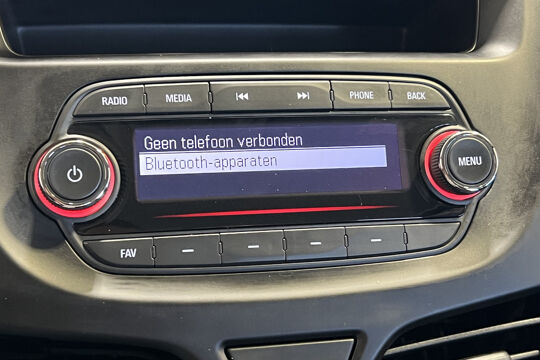 RADIO MEDIA PHONE BACK
Geen telefoon verbonden
Bluetooth-apparaten
MENU
FAV